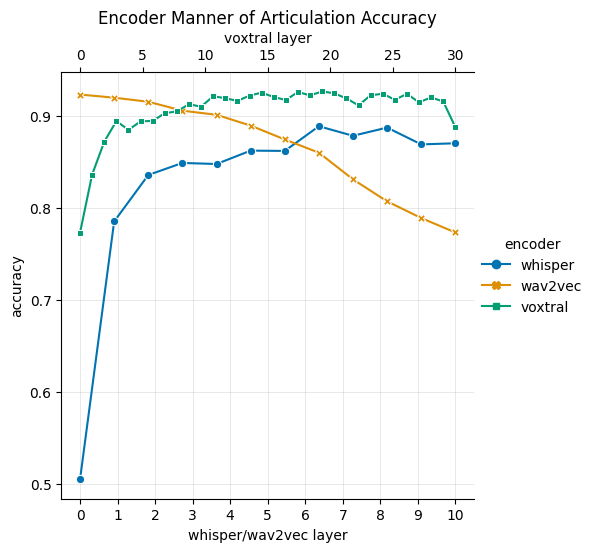 Encoder Manner of Articulation Accuracy
voxtral layer
0 5 10 15 20 25 30
accuracy
0.9
0.8
0.7
0.6
0.5
encoder
whisper
wav2vec
voxtral
0 1 2 3 4 5 6 7 8 9 10
whisper/wav2vec layer